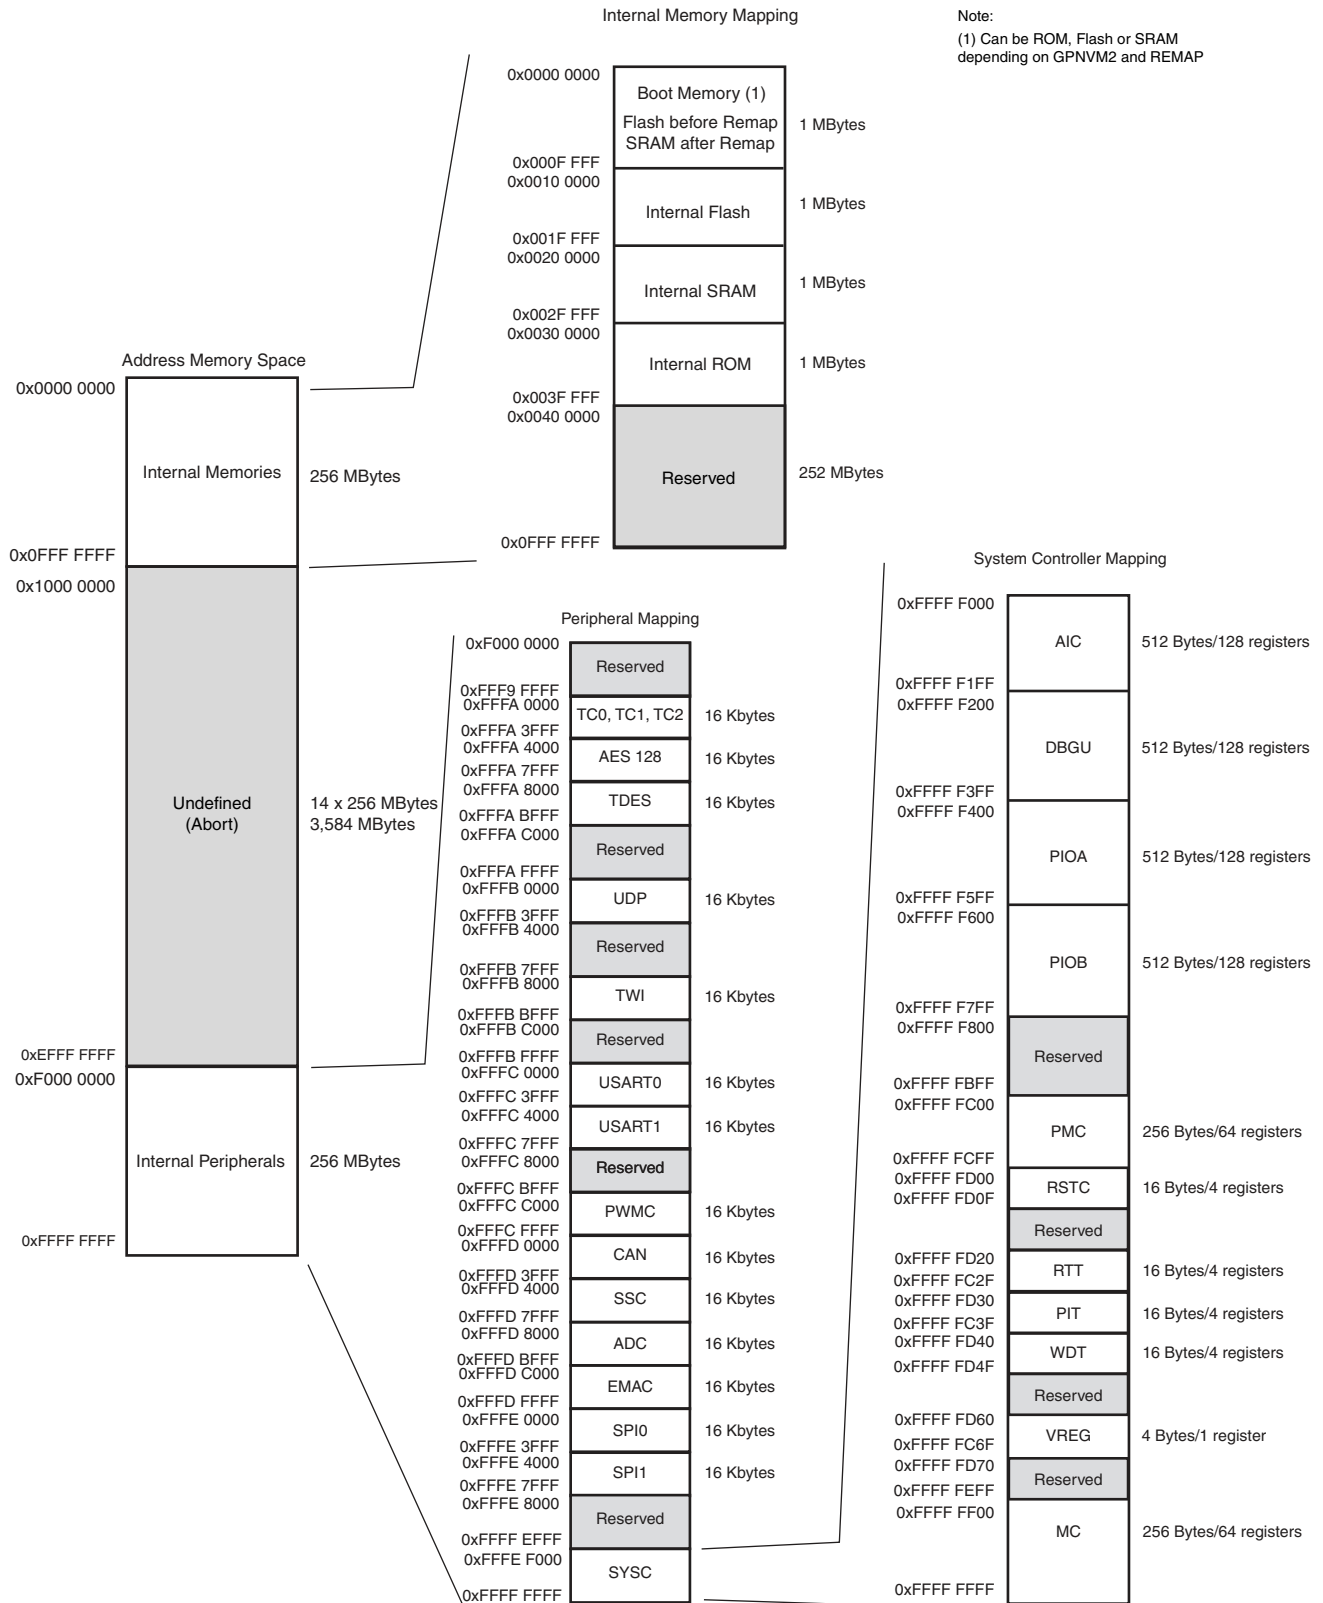 Internal Memory Mapping
Note:
(1) Can be ROM, Flash or SRAM
depending on GPNVM2 and REMAP
0x0000 0000
Boot Memory (1)
Flash before Remap
SRAM after Remap
1 MBytes
0x000F FFF
0x0010 0000
Internal Flash
1 MBytes
0x001F FFF
0x0020 0000
Internal SRAM
1 MBytes
0x002F FFF
0x0030 0000
Internal ROM
1 MBytes
0x003F FFF
0x0040 0000
Reserved
252 MBytes
0x0FFF FFFF
Address Memory Space
0x0000 0000
Internal Memories
256 MBytes
0x0FFF FFFF
0x1000 0000
Undefined
(Abort)
14 x 256 MBytes
3,584 MBytes
0xEFFF FFFF
0xF000 0000
Internal Peripherals
256 MBytes
0xFFFF FFFF
Peripheral Mapping
0xF000 0000
Reserved
0xFFF9 FFFF
0xFFFA 0000
TC0, TC1, TC2
16 Kbytes
0xFFFA 3FFF
0xFFFA 4000
AES 128
16 Kbytes
0xFFFA 7FFF
0xFFFA 8000
TDES
16 Kbytes
0xFFFA BFFF
0xFFFA C000
Reserved
0xFFFA FFFF
0xFFFB 0000
UDP
16 Kbytes
0xFFFB 3FFF
0xFFFB 4000
Reserved
0xFFFB 7FFF
0xFFFB 8000
TWI
16 Kbytes
0xFFFB BFFF
0xFFFB C000
Reserved
0xFFFB FFFF
0xFFFC 0000
USART0
16 Kbytes
0xFFFC 3FFF
0xFFFC 4000
USART1
16 Kbytes
0xFFFC 7FFF
0xFFFC 8000
Reserved
0xFFFC BFFF
0xFFFC C000
PWMC
16 Kbytes
0xFFFC FFFF
0xFFFD 0000
CAN
16 Kbytes
0xFFFD 3FFF
0xFFFD 4000
SSC
16 Kbytes
0xFFFD 7FFF
0xFFFD 8000
ADC
16 Kbytes
0xFFFD BFFF
0xFFFD C000
EMAC
16 Kbytes
0xFFFD FFFF
0xFFFE 0000
SPI0
16 Kbytes
0xFFFE 3FFF
0xFFFE 4000
SPI1
16 Kbytes
0xFFFE 7FFF
0xFFFE 8000
Reserved
0xFFFF EFFF
0xFFFE F000
SYSC
0xFFFF FFFF
System Controller Mapping
0xFFFF F000
AIC
512 Bytes/128 registers
0xFFFF F1FF
0xFFFF F200
DBGU
512 Bytes/128 registers
0xFFFF F3FF
0xFFFF F400
PIOA
512 Bytes/128 registers
0xFFFF F5FF
0xFFFF F600
PIOB
512 Bytes/128 registers
0xFFFF F7FF
0xFFFF F800
Reserved
0xFFFF FBFF
0xFFFF FC00
PMC
256 Bytes/64 registers
0xFFFF FCFF
0xFFFF FD00
RSTC
16 Bytes/4 registers
0xFFFF FD0F
Reserved
0xFFFF FD20
RTT
16 Bytes/4 registers
0xFFFF FC2F
0xFFFF FD30
PIT
16 Bytes/4 registers
0xFFFF FC3F
0xFFFF FD40
WDT
16 Bytes/4 registers
0xFFFF FD4F
Reserved
0xFFFF FD60
VREG
4 Bytes/1 register
0xFFFF FC6F
0xFFFF FD70
Reserved
0xFFFF FEFF
0xFFFF FF00
MC
256 Bytes/64 registers
0xFFFF FFFF